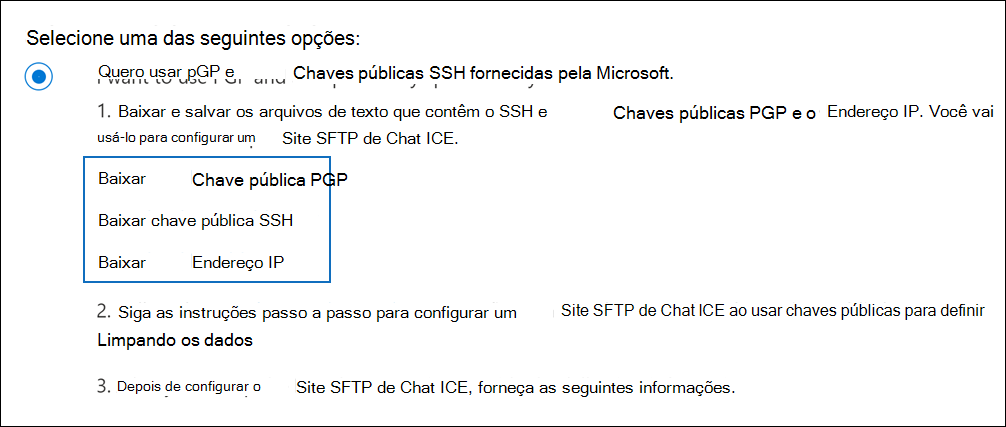 Selecione uma das seguintes opções:
Quero usar pGP e Chaves públicas SSH fornecidas pela Microsoft.
1. Baixar e salvar os arquivos de texto que contêm o SSH e Chaves públicas PGP e o Endereço IP. Você vai
usá-lo para configurar um Site SFTP de Chat ICE.
Baixar Chave pública PGP
Baixar chave pública SSH
Baixar Endereço IP
2. Siga as instruções passo a passo para configurar um Site SFTP de Chat ICE ao usar chaves públicas para definir
Limpando os dados
3. Depois de configurar o Site SFTP de Chat ICE, forneça as seguintes informações.